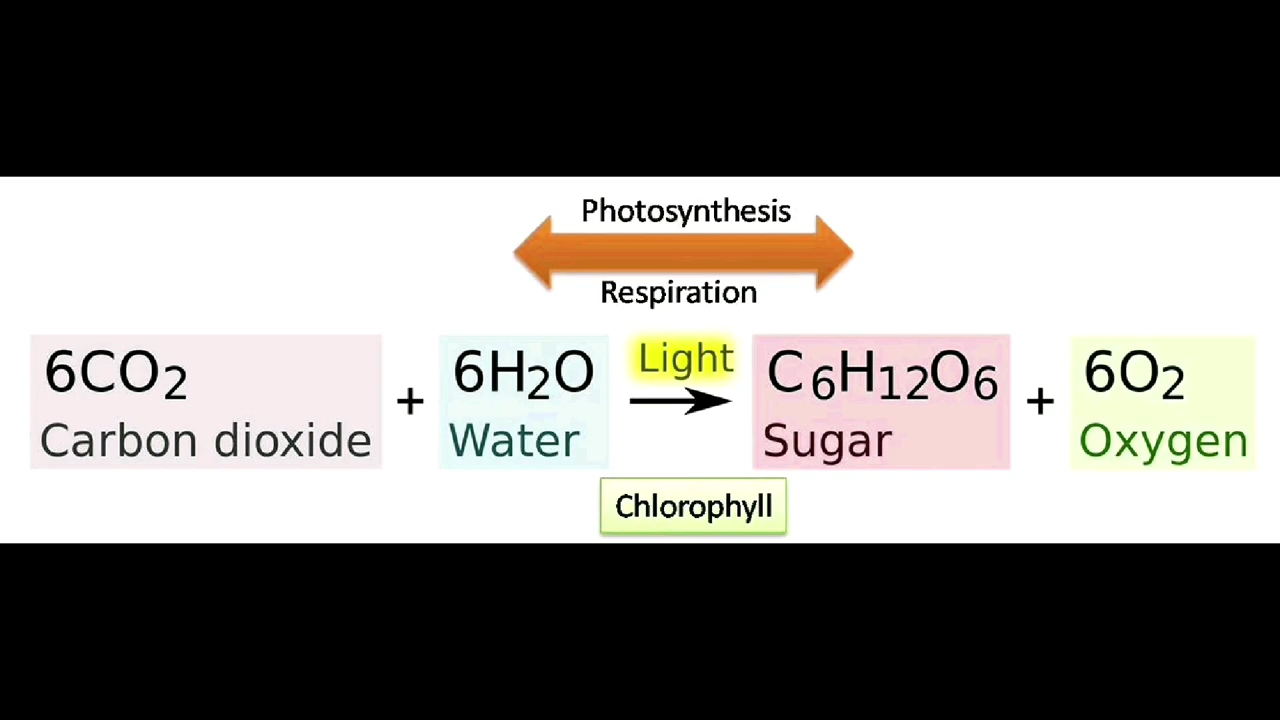 Photosynthesis
Respiration
6CO₂ + 6H₂O Light C₆H₁₂O₆ + 6O₂
Carbon dioxide Water Sugar Oxygen
Chlorophyll